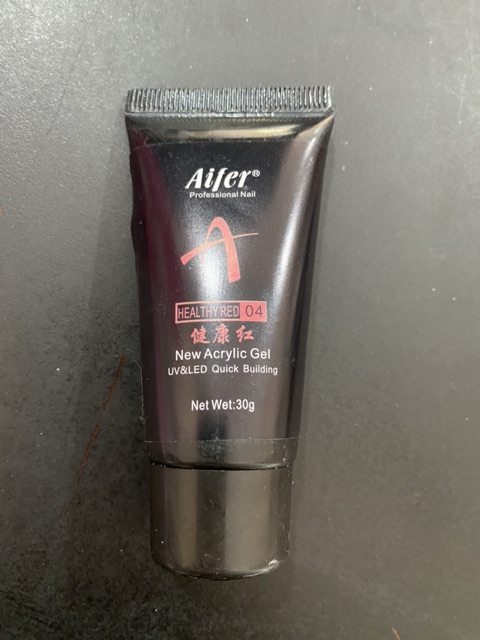 Aifer®
Professional Nail
HEALTHY RED 04
健康红
New Acrylic Gel
UV&LED Quick Building
Net Wet:30g